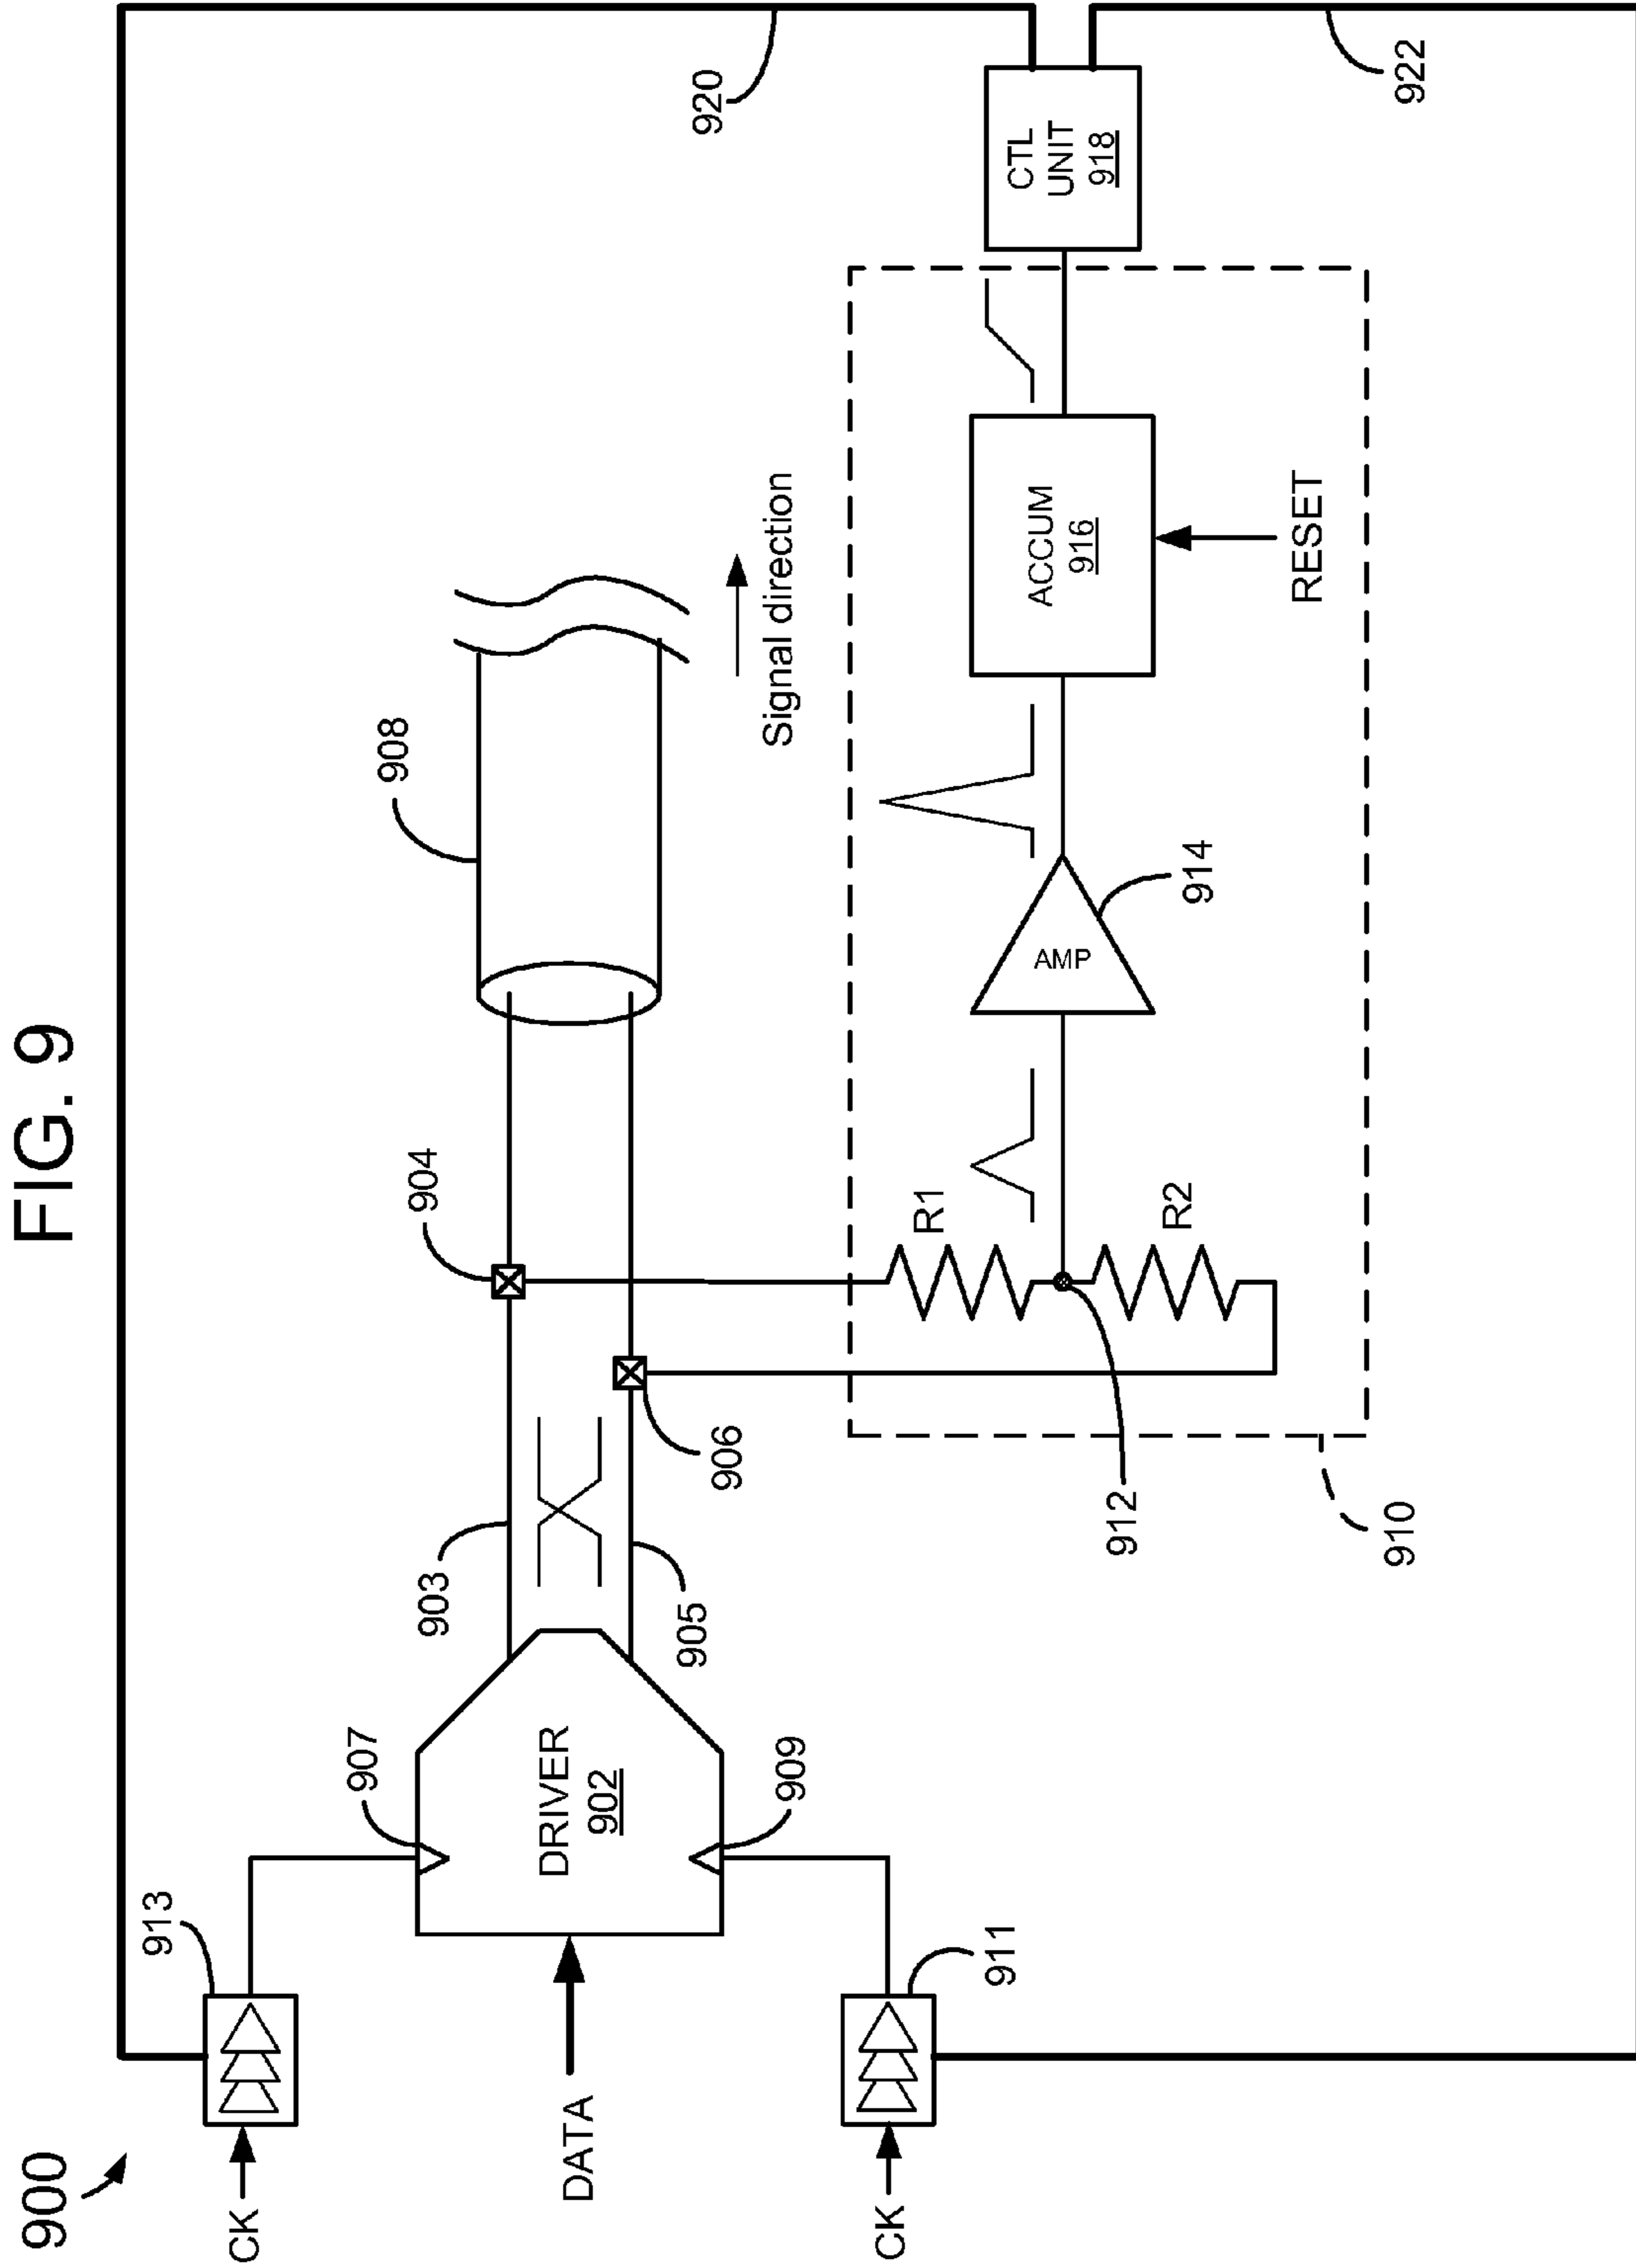 FIG. 9
900
913
CK
907
903
904
908
DATA
DRIVER
902
905
906
909
Signal direction
920
CK
911
R1
R2
912
AMP
914
ACCUM
916
RESET
CTL
UNIT
918
910
922